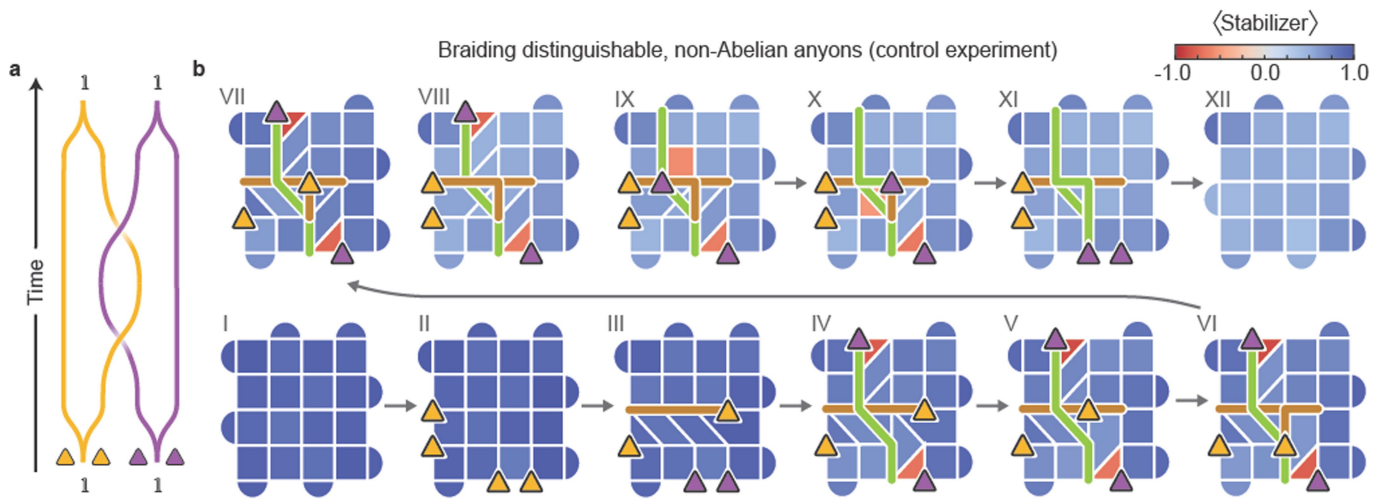 ⟨Stabilizer⟩
Braiding distinguishable, non-Abelian anyons (control experiment)
-1.0 0.0 1.0
a
b
1 1
VII VIII IX X XI XII
Time
I II III IV V VI
1 1